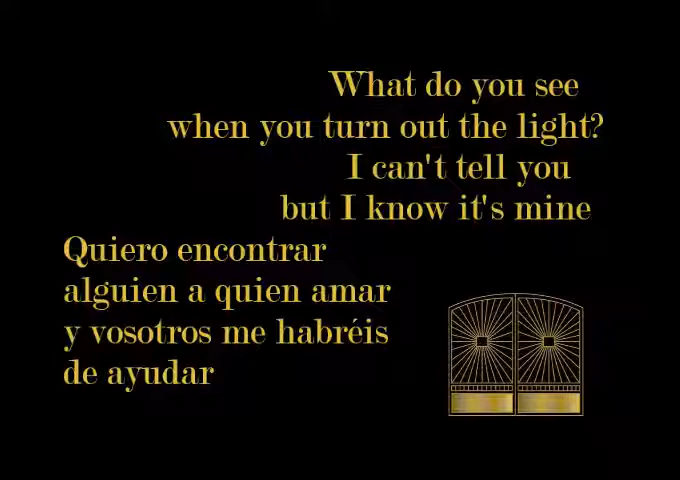 What do you see
when you turn out the light?
I can't tell you
but I know it's mine
Quiero encontrar
alguien a quien amar
y vosotros me habréis
de ayudar